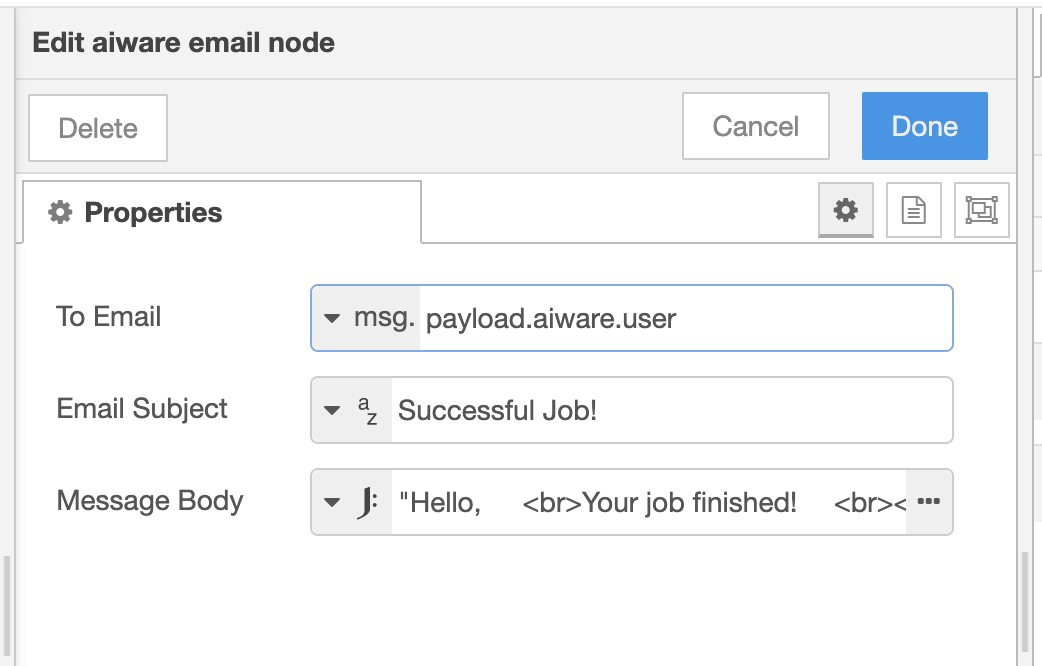 Edit aiware email node
Delete Cancel Done
Properties
To Email msg. payload.aiware.user
Email Subject a z Successful Job!
Message Body J: "Hello, <br>Your job finished! <br><